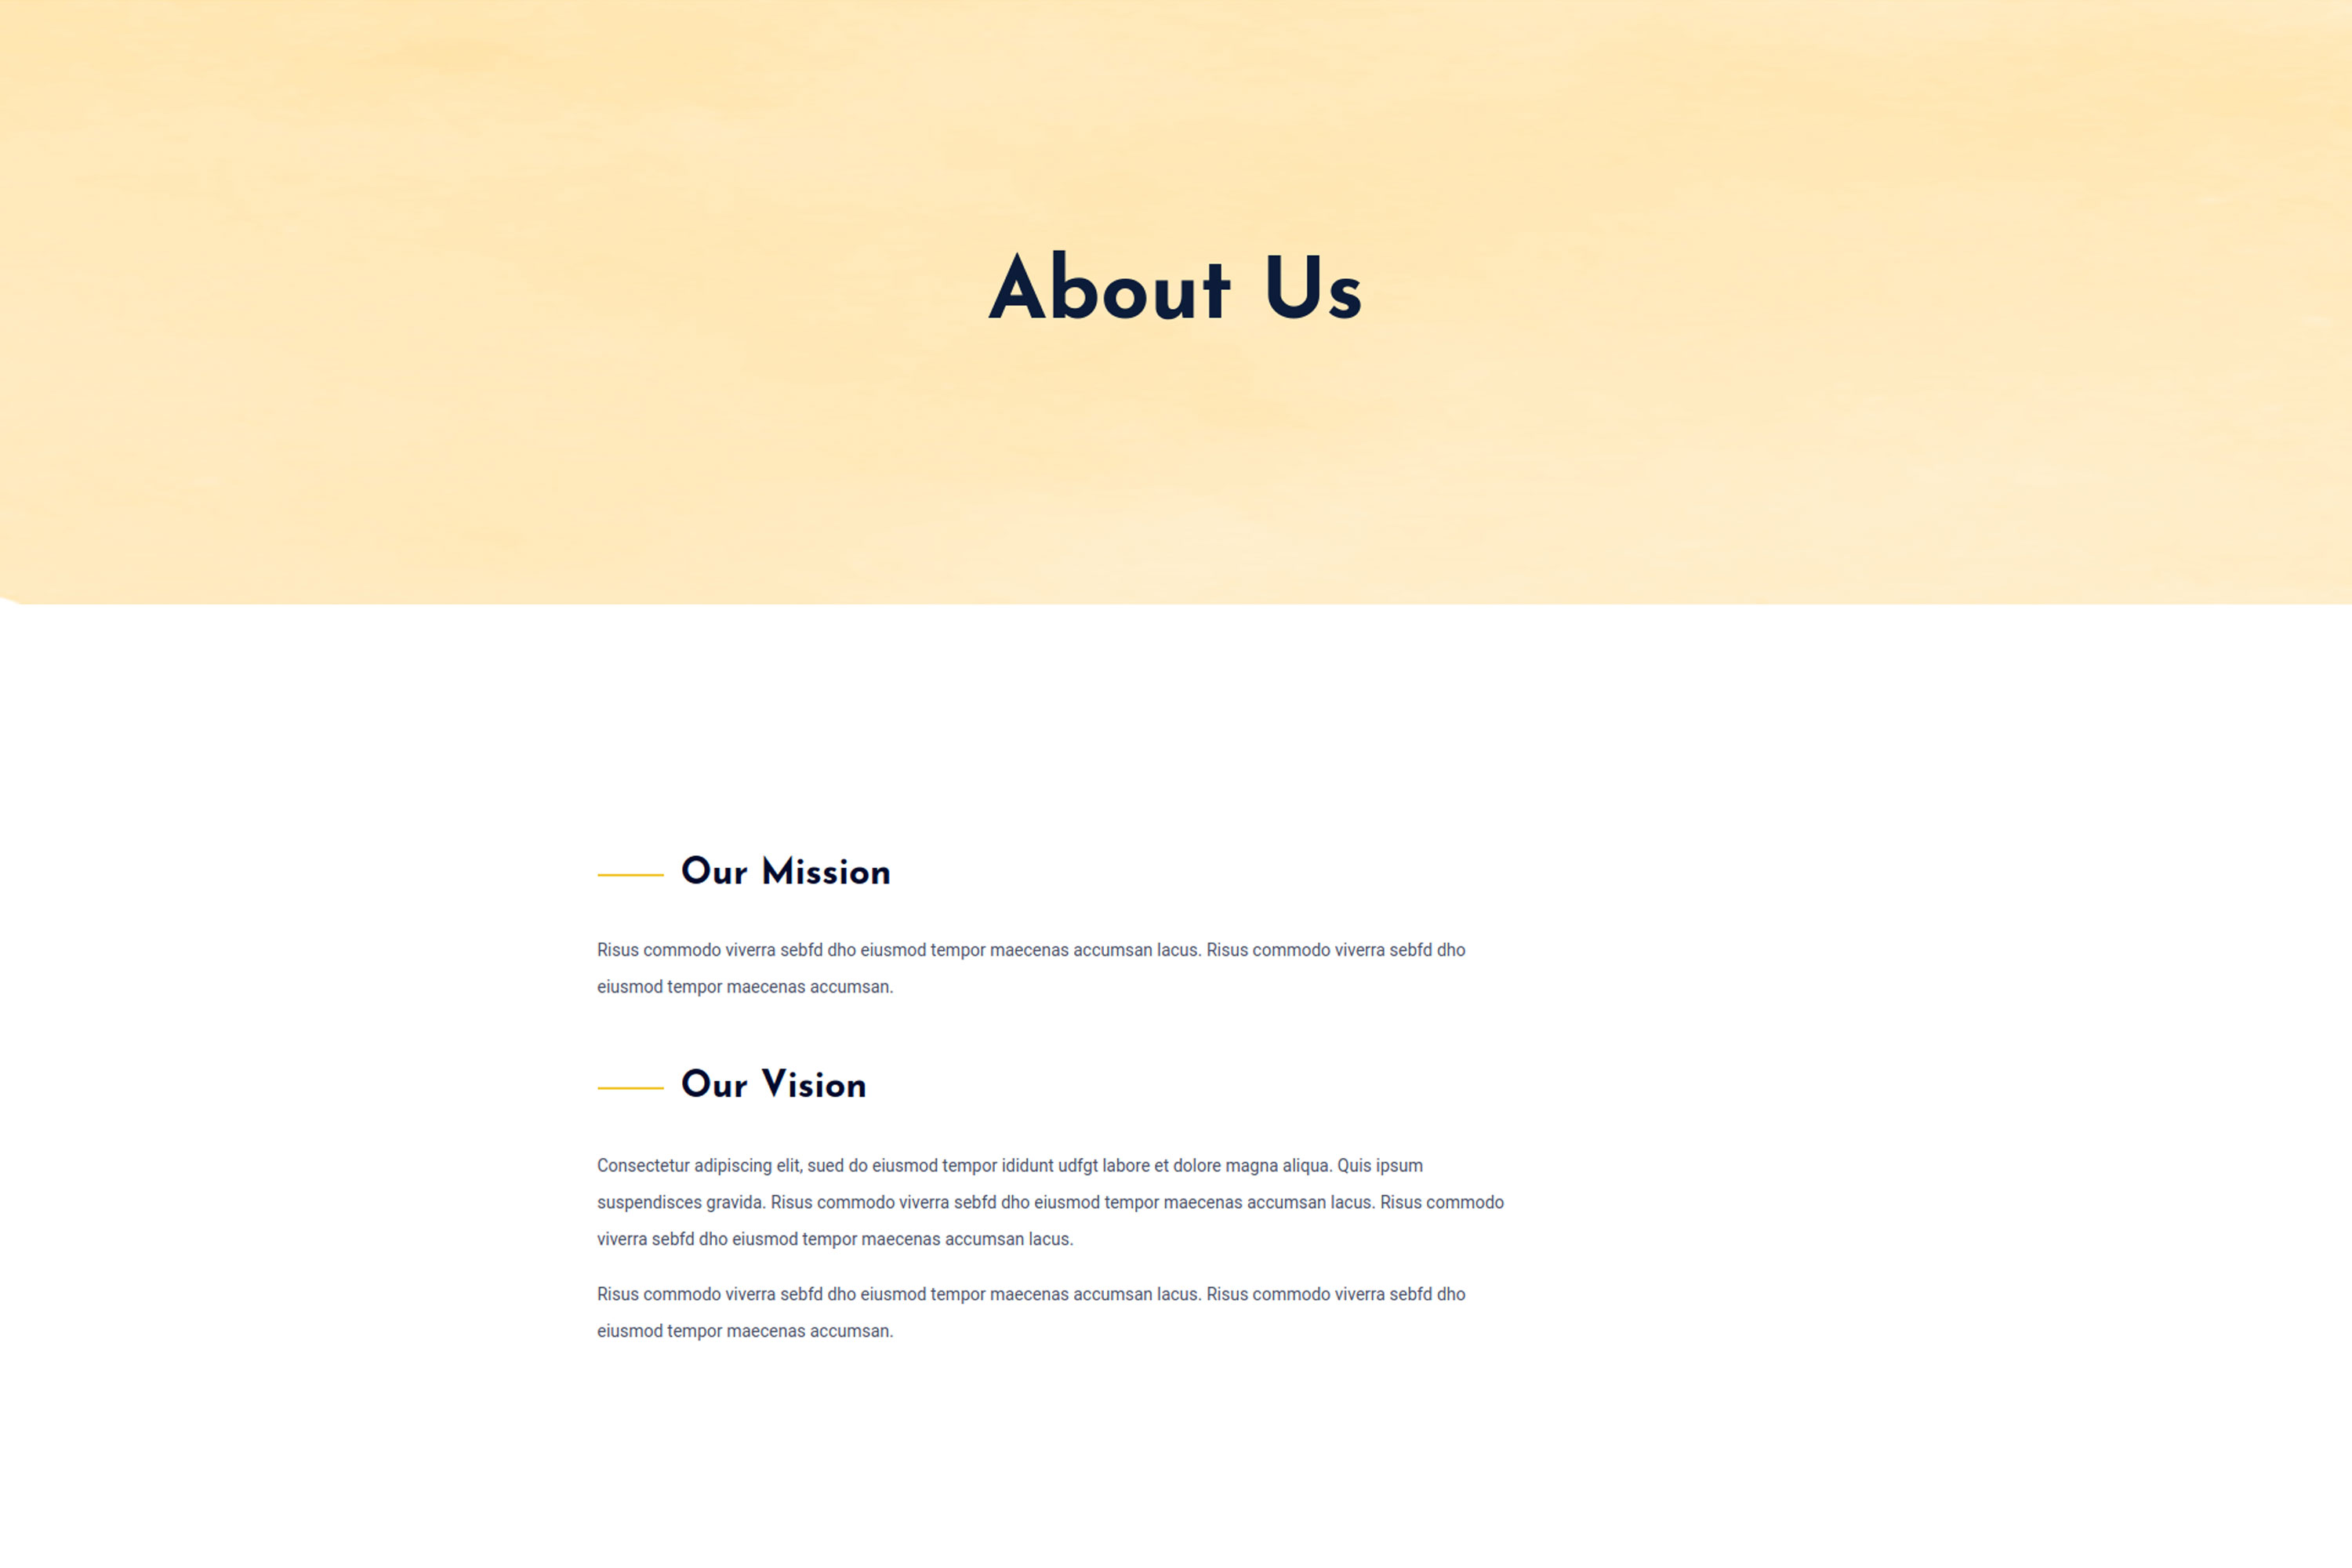 About Us
Our Mission
Risus commodo viverra sebfd dho eiusmod tempor maecenas accumsan lacus. Risus commodo viverra sebfd dho
eiusmod tempor maecenas accumsan.
Our Vision
Consectetur adipiscing elit, sued do eiusmod tempor ididunt udfgt labore et dolore magna aliqua. Quis ipsum
suspendisces gravida. Risus commodo viverra sebfd dho eiusmod tempor maecenas accumsan lacus. Risus commodo
viverra sebfd dho eiusmod tempor maecenas accumsan lacus.
Risus commodo viverra sebfd dho eiusmod tempor maecenas accumsan lacus. Risus commodo viverra sebfd dho
eiusmod tempor maecenas accumsan.